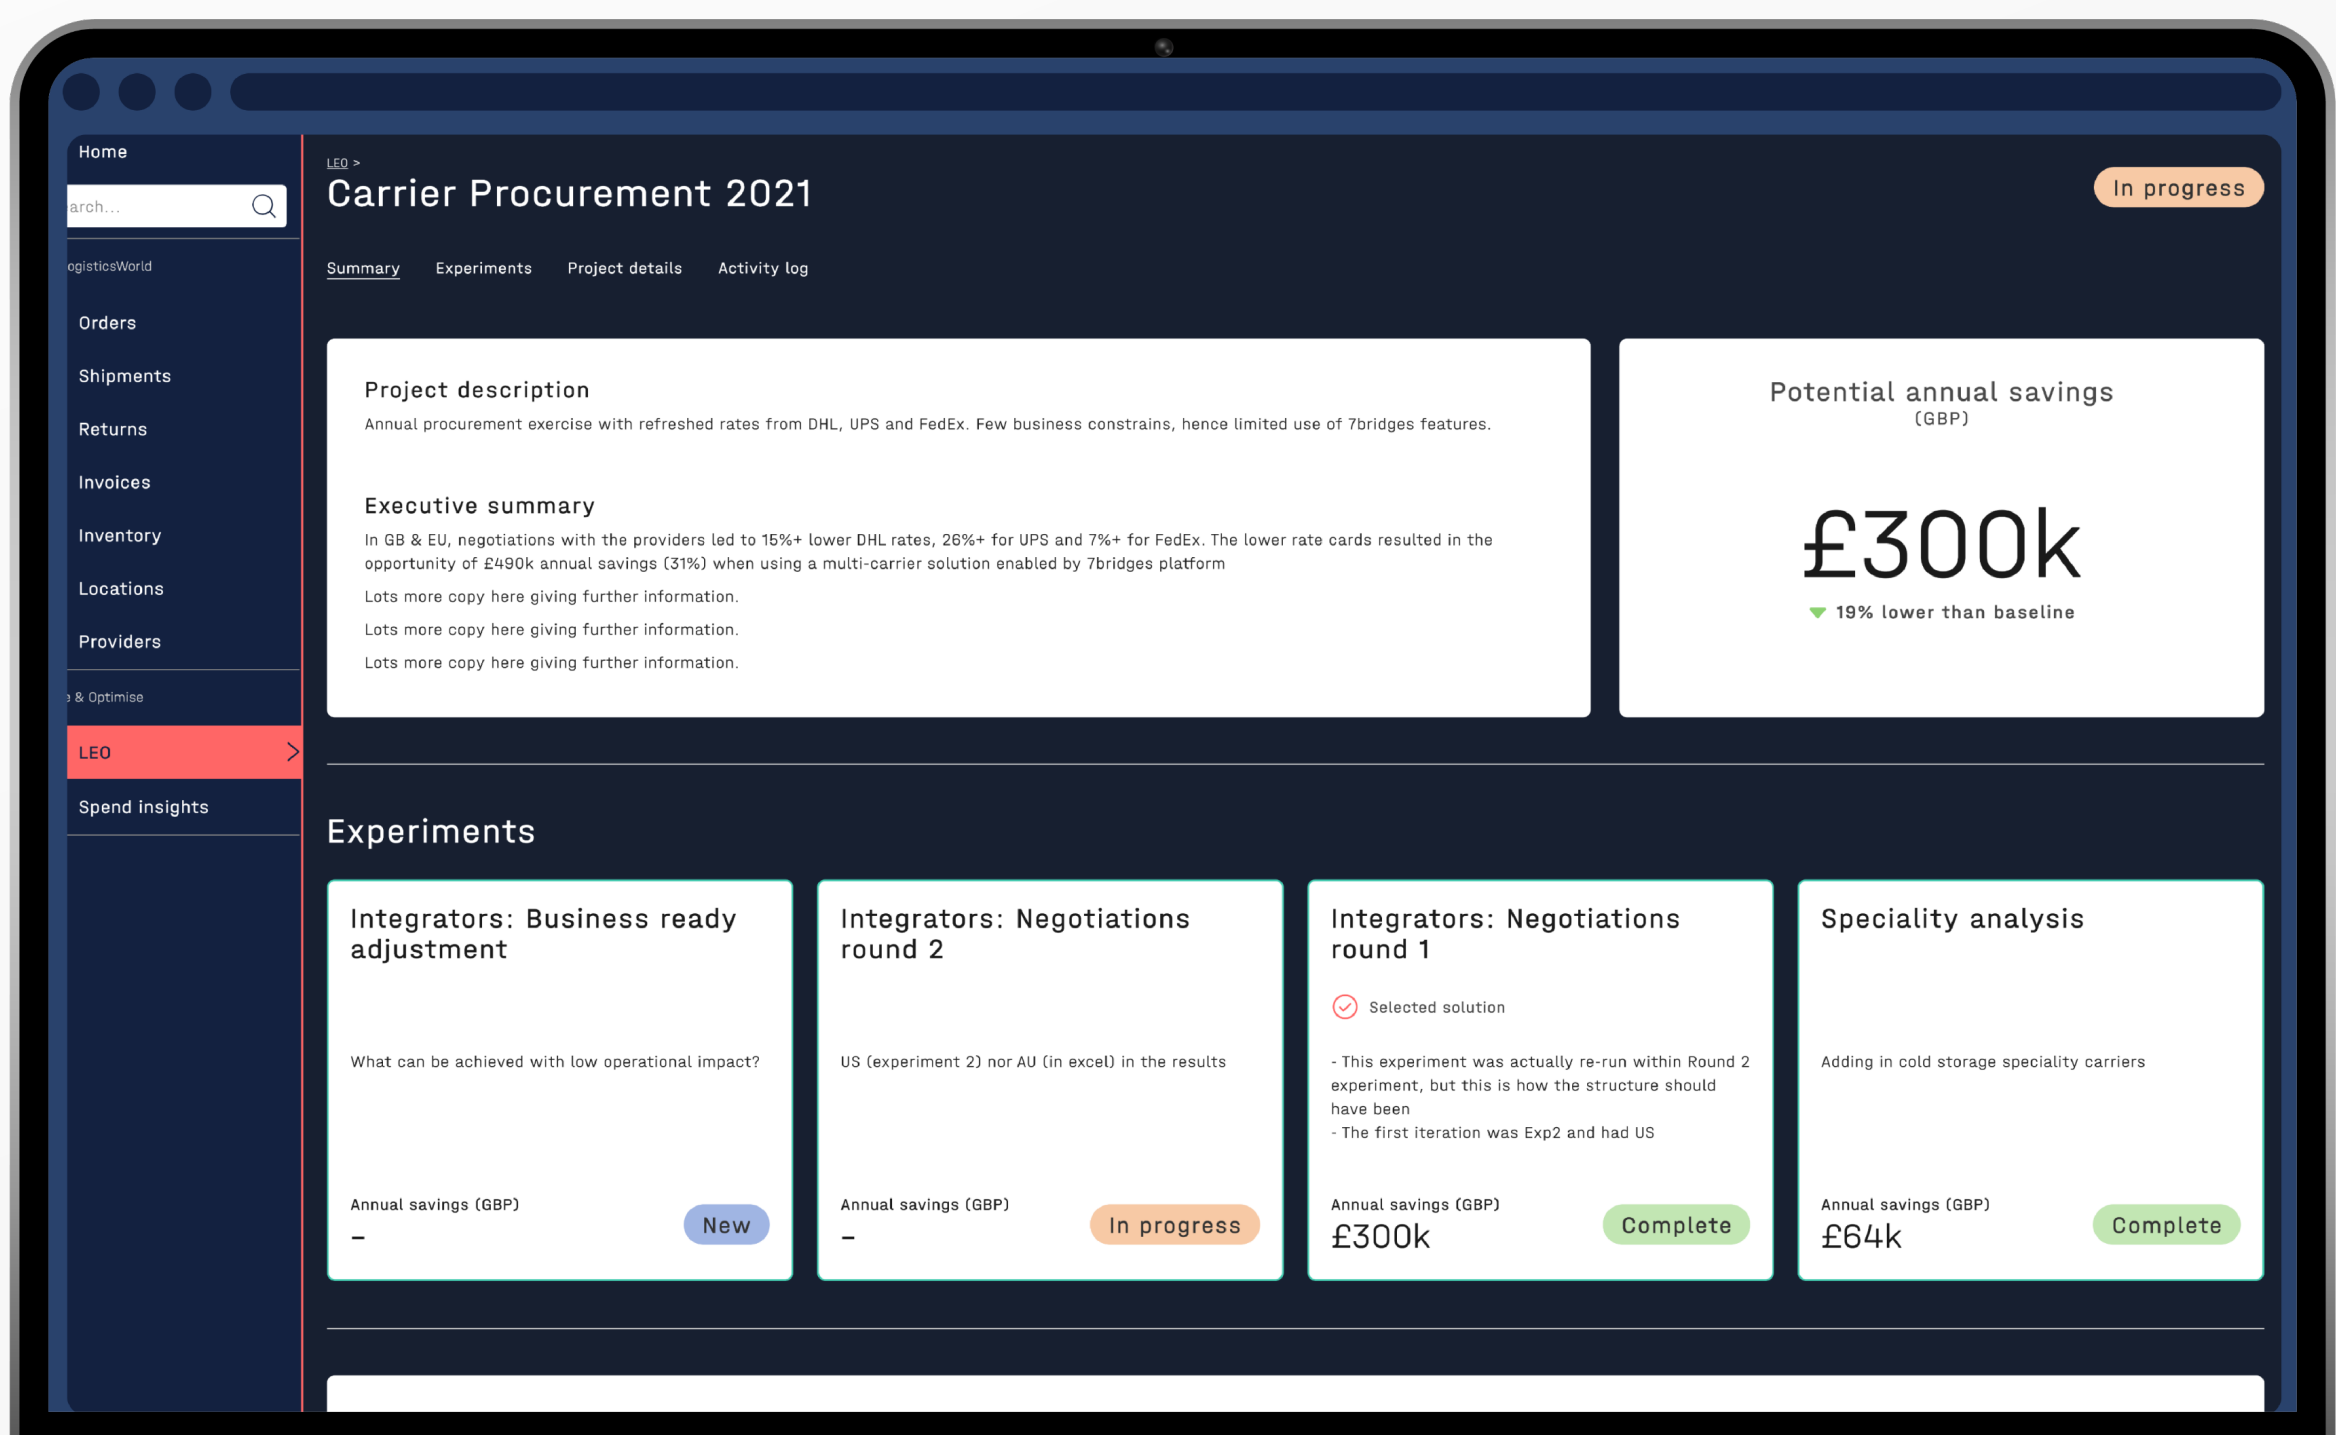 Home
arch...
ogisticsWorld
Orders
Shipments
Returns
Invoices
Inventory
Locations
Providers
& Optimise
LEO
Spend insights
LEO >
Carrier Procurement 2021
In progress
Summary Experiments Project details Activity log
Project description
Annual procurement exercise with refreshed rates from DHL, UPS and FedEx. Few business constrains, hence limited use of 7bridges features.
Executive summary
In GB & EU, negotiations with the providers led to 15%+ lower DHL rates, 26%+ for UPS and 7%+ for FedEx. The lower rate cards resulted in the
opportunity of £490k annual savings (31%) when using a multi-carrier solution enabled by 7bridges platform
Lots more copy here giving further information.
Lots more copy here giving further information.
Lots more copy here giving further information.
Potential annual savings
(GBP)
£300k
19% lower than baseline
Experiments
Integrators: Business ready
adjustment
What can be achieved with low operational impact?
Annual savings (GBP)
–
New
Integrators: Negotiations
round 2
US (experiment 2) nor AU (in excel) in the results
Annual savings (GBP)
–
In progress
Integrators: Negotiations
round 1
Selected solution
- This experiment was actually re-run within Round 2
experiment, but this is how the structure should
have been
- The first iteration was Exp2 and had US
Annual savings (GBP)
£300k
Complete
Speciality analysis
Adding in cold storage speciality carriers
Annual savings (GBP)
£64k
Complete